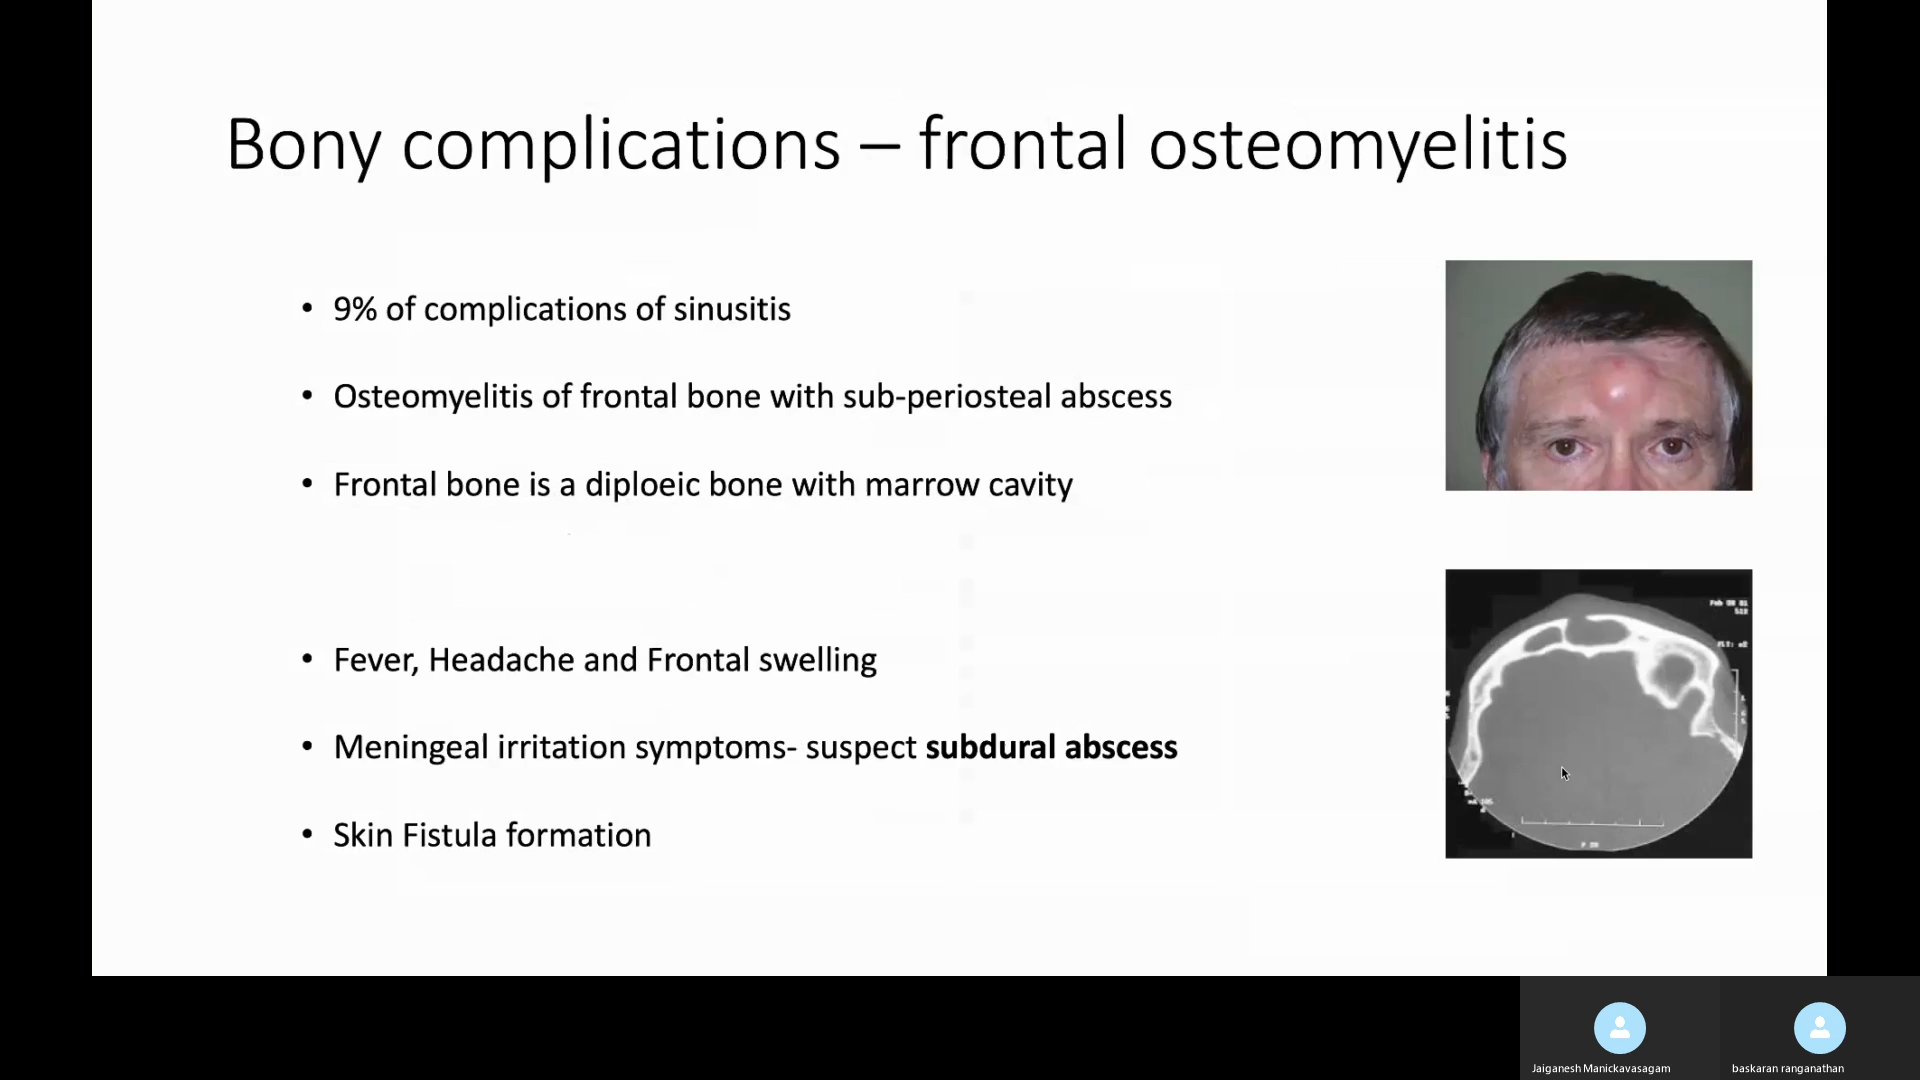 Bony complications – frontal osteomyelitis
• 9% of complications of sinusitis
• Osteomyelitis of frontal bone with sub-periosteal abscess
• Frontal bone is a diploeic bone with marrow cavity
• Fever, Headache and Frontal swelling
• Meningeal irritation symptoms- suspect subdural abscess
• Skin Fistula formation
Jaiganesh Manickavasagam
baskaran ranganathan